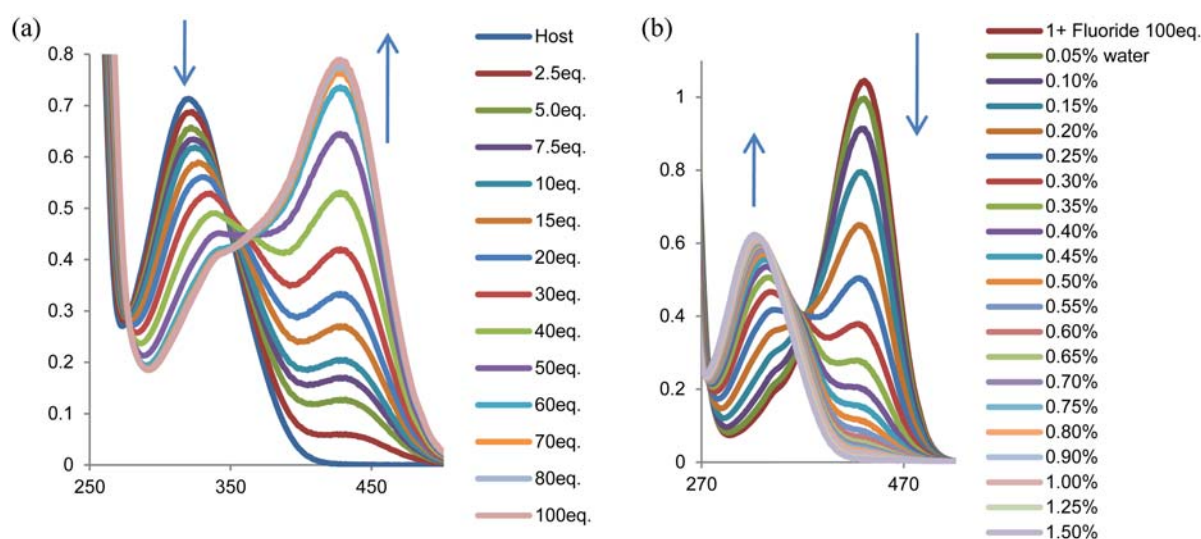 (a)
0.8
0.7
0.6
0.5
0.4
0.3
0.2
0.1
0
250
350
450
Host
2.5eq.
5.0eq.
7.5eq.
10eq.
15eq.
20eq.
30eq.
40eq.
50eq.
60eq.
70eq.
80eq.
100eq.
(b)
1
0.8
0.6
0.4
0.2
0
270
470
1+ Fluoride 100eq.
0.05% water
0.10%
0.15%
0.20%
0.25%
0.30%
0.35%
0.40%
0.45%
0.50%
0.55%
0.60%
0.65%
0.70%
0.75%
0.80%
0.90%
1.00%
1.25%
1.50%